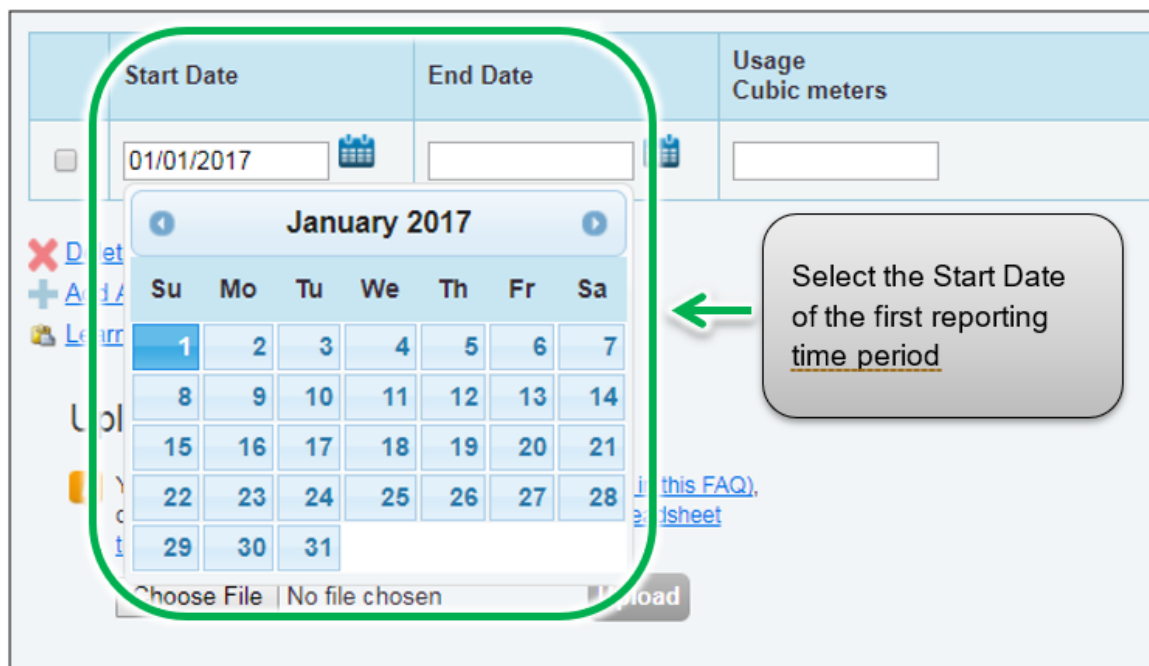 Start Date End Date Usage
Cubic meters
01/01/2017
January 2017
Su Mo Tu We Th Fr Sa
1 2 3 4 5 6 7
8 9 10 11 12 13 14
15 16 17 18 19 20 21
22 23 24 25 26 27 28
29 30 31
in this FAQ),
Choose File No file chosen Upload
Select the Start Date
of the first reporting
time period